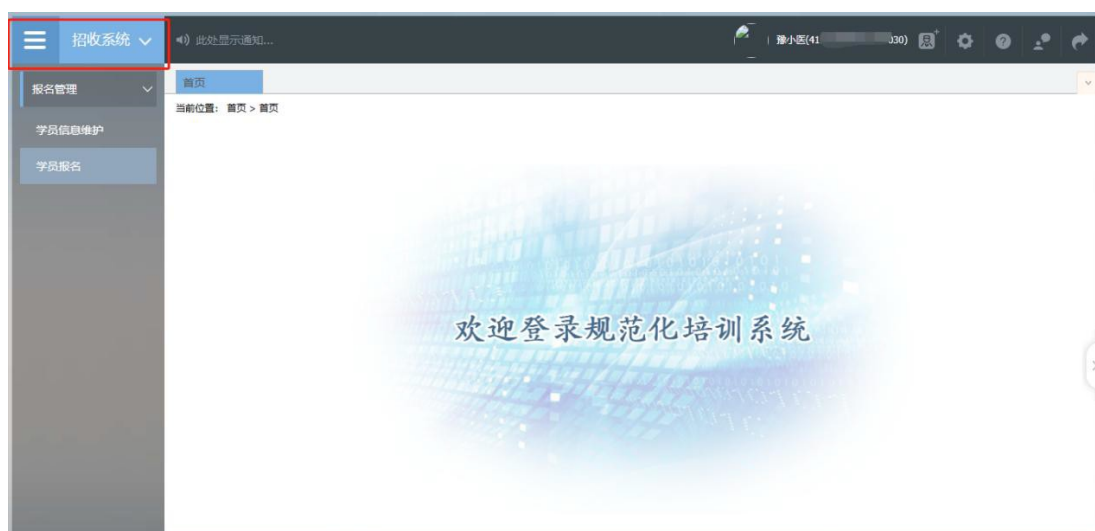 招收系统
此处显示通知...
豫小医(41 030)
报名管理
首页
当前位置： 首页 > 首页
学员信息维护
学员报名
欢迎登录规范化培训系统